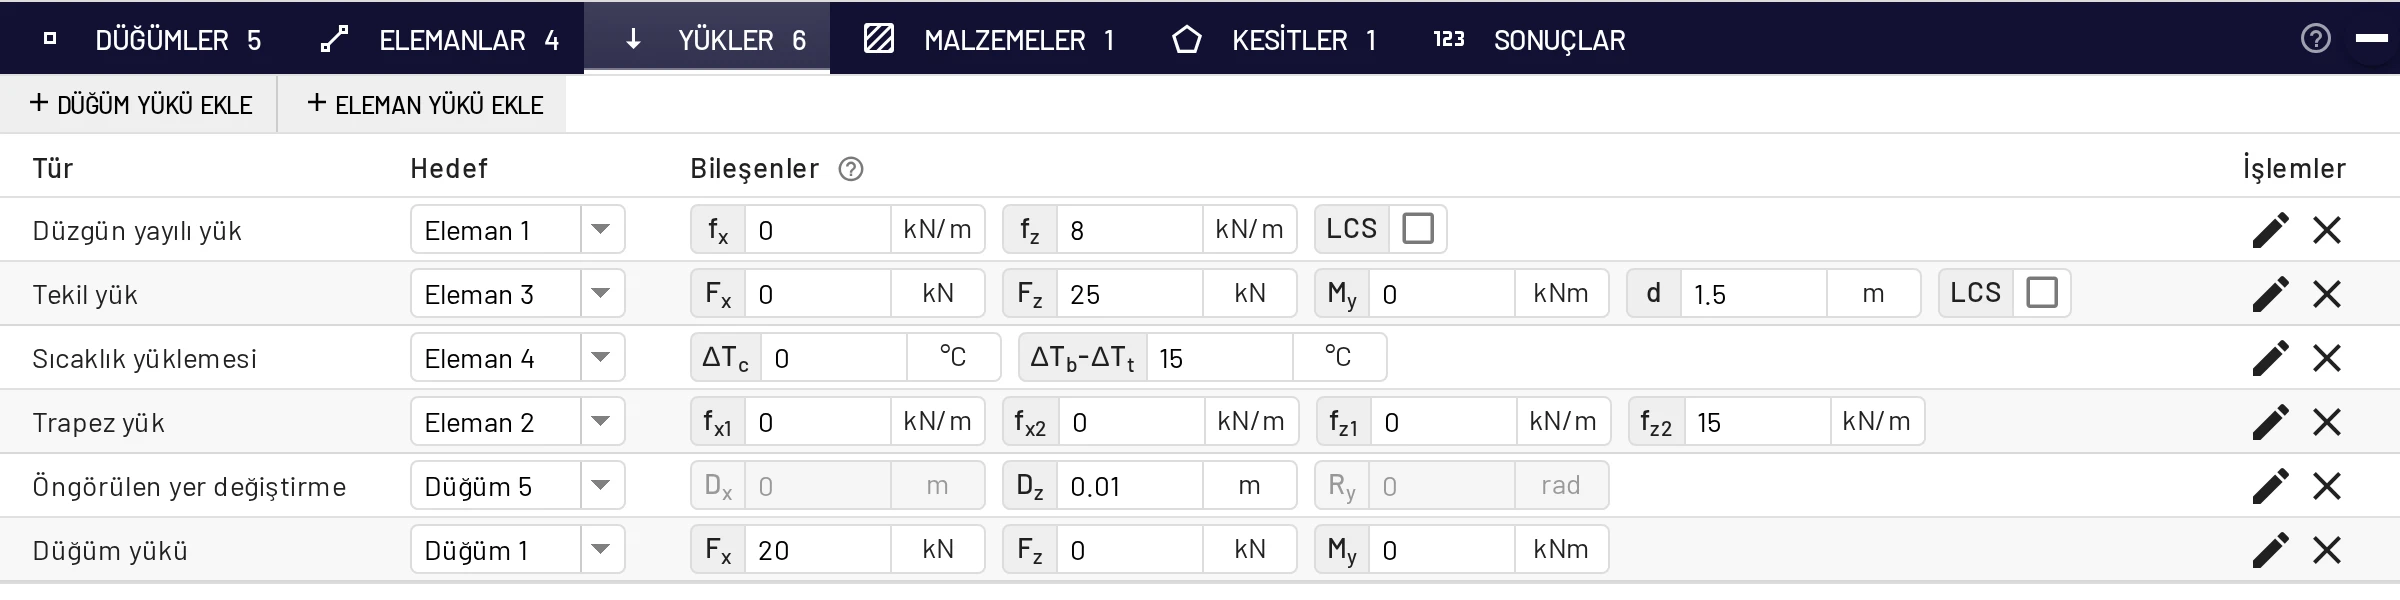 DÜĞÜMLER 5 ELEMANLAR 4 YÜKLER 6 MALZEMELER 1 KESİTLER 1 123 SONUÇLAR ?
+ DÜĞÜM YÜKÜ EKLE + ELEMAN YÜKÜ EKLE
Tür Hedef Bileşenler ? İşlemler
Düzgün yayılı yük Eleman 1 fx 0 kN/m fz 8 kN/m LCS
Tekil yük Eleman 3 Fx 0 kN Fz 25 kN My 0 kNm d 1.5 m LCS
Sıcaklık yüklemesi Eleman 4 ΔTc 0 °C ΔTb-ΔTt 15 °C
Trapez yük Eleman 2 fx1 0 kN/m fx2 0 kN/m fz1 0 kN/m fz2 15 kN/m
Öngörülen yer değiştirme Düğüm 5 Dx 0 m Dz 0.01 m Ry 0 rad
Düğüm yükü Düğüm 1 Fx 20 kN Fz 0 kN My 0 kNm